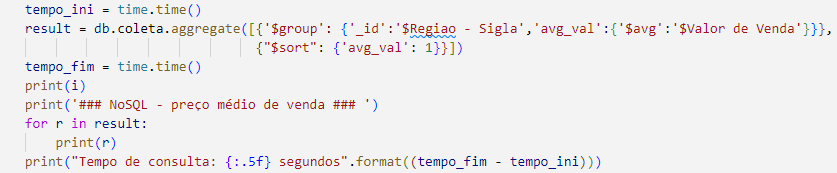 tempo_ini = time.time()
result = db.coleta.aggregate([{'$group': {'_id':'$Regiao - Sigla','avg_val':{'$avg':'$Valor de Venda'}}},
{"$sort": {'avg_val': 1}}])
tempo_fim = time.time()
print(i)
print('### NoSQL - preço médio de venda ### ')
for r in result:
print(r)
print("Tempo de consulta: {:.5f} segundos".format((tempo_fim - tempo_ini)))